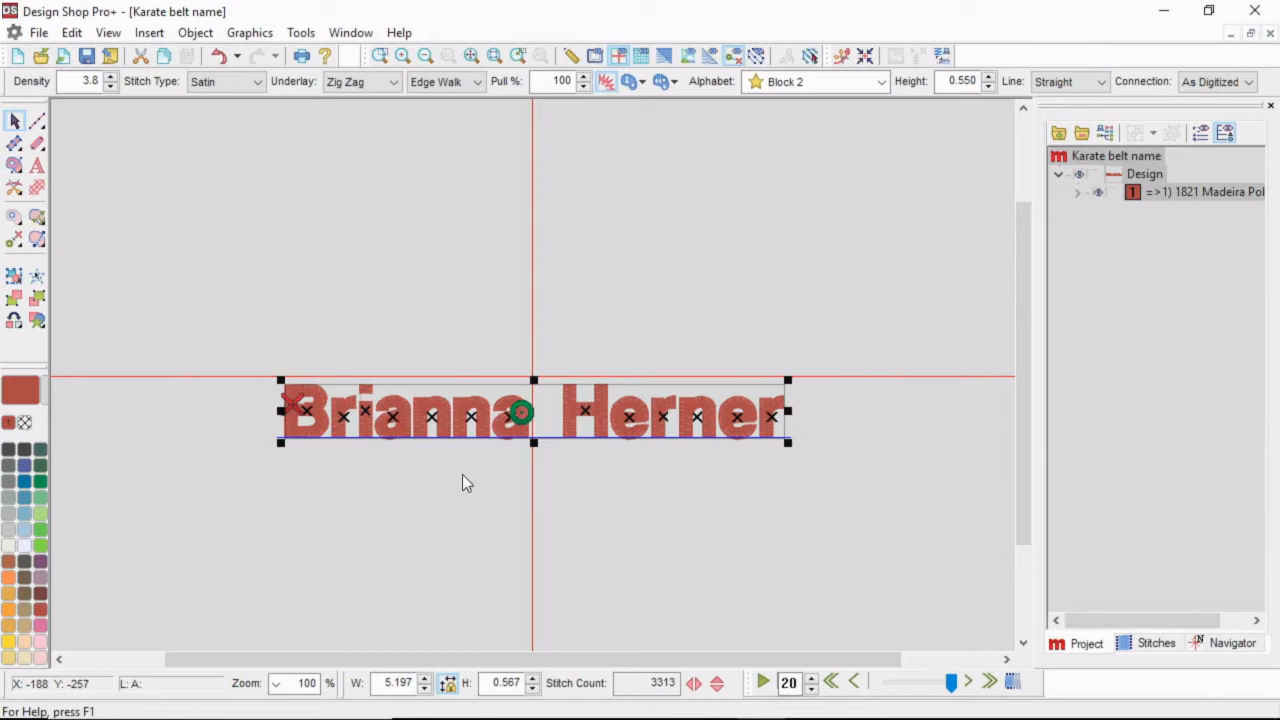 DS Design Shop Pro+ - [Karate belt name]
File Edit View Insert Object Graphics Tools Window Help
Density 3.8 Stitch Type: Satin Underlay: Zig Zag Edge Walk Pull %: 100 Alphabet: Block 2 Height: 0.550 Line: Straight Connection: As Digitized
Karate belt name
Design
1 =>1) 1821 Madeira Pol
Brianna Herner
1
Project Stitches Navigator
X: -188 Y: -257 L: A: Zoom: 100 % W: 5.197 H: 0.567 Stitch Count: 3313 20
For Help, press F1